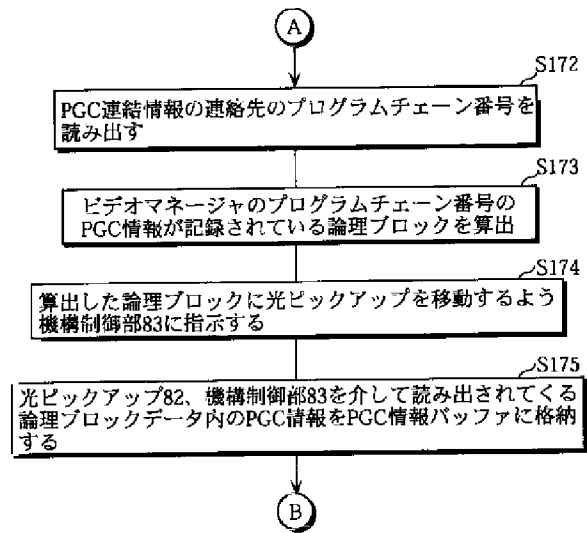 A
S172
PGC連結情報の連絡先のプログラムチェーン番号を
読み出す
S173
ビデオマネージャのプログラムチェーン番号の
PGC情報が記録されている論理ブロックを算出
S174
算出した論理ブロックに光ピックアップを移動するよう
機構制御部83に指示する
S175
光ピックアップ82、機構制御部83を介して読み出されてくる
論理ブロックデータ内のPGC情報をPGC情報バッファに格納
する
B